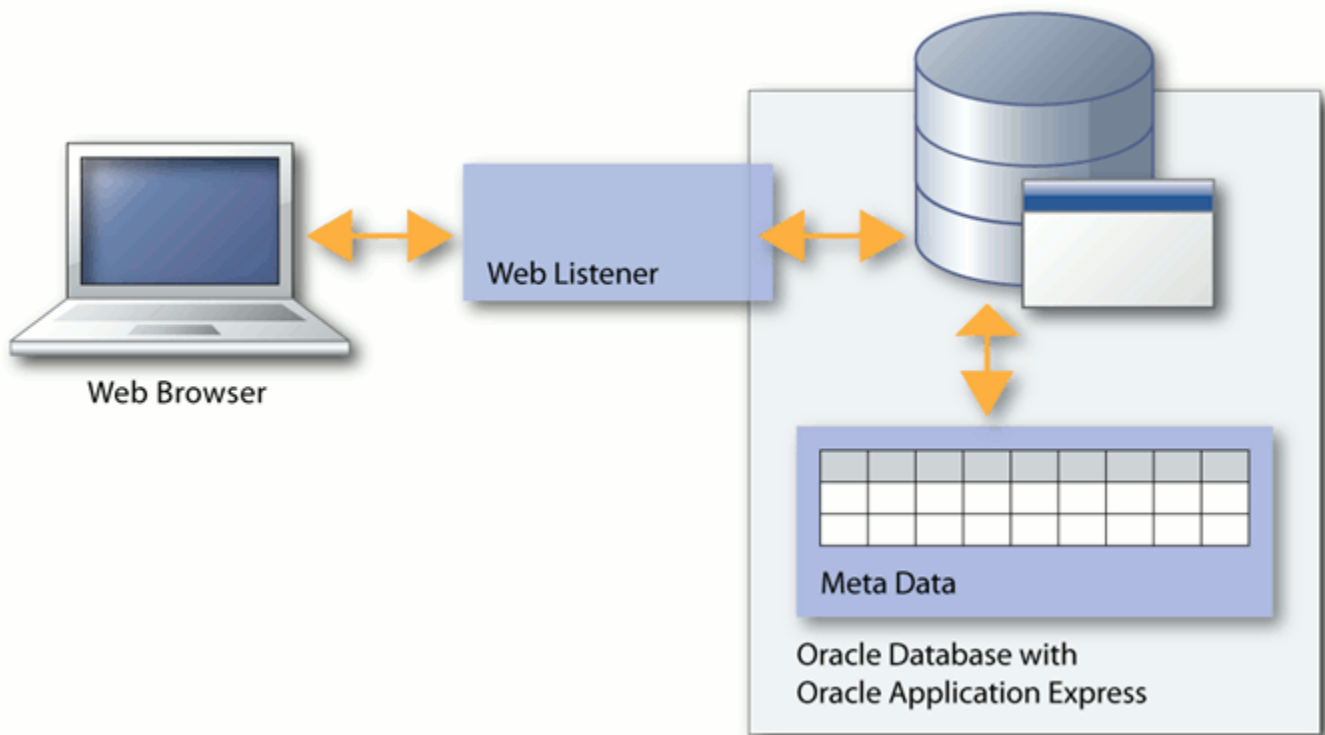 Web Browser
Web Listener
Meta Data
Oracle Database with
Oracle Application Express